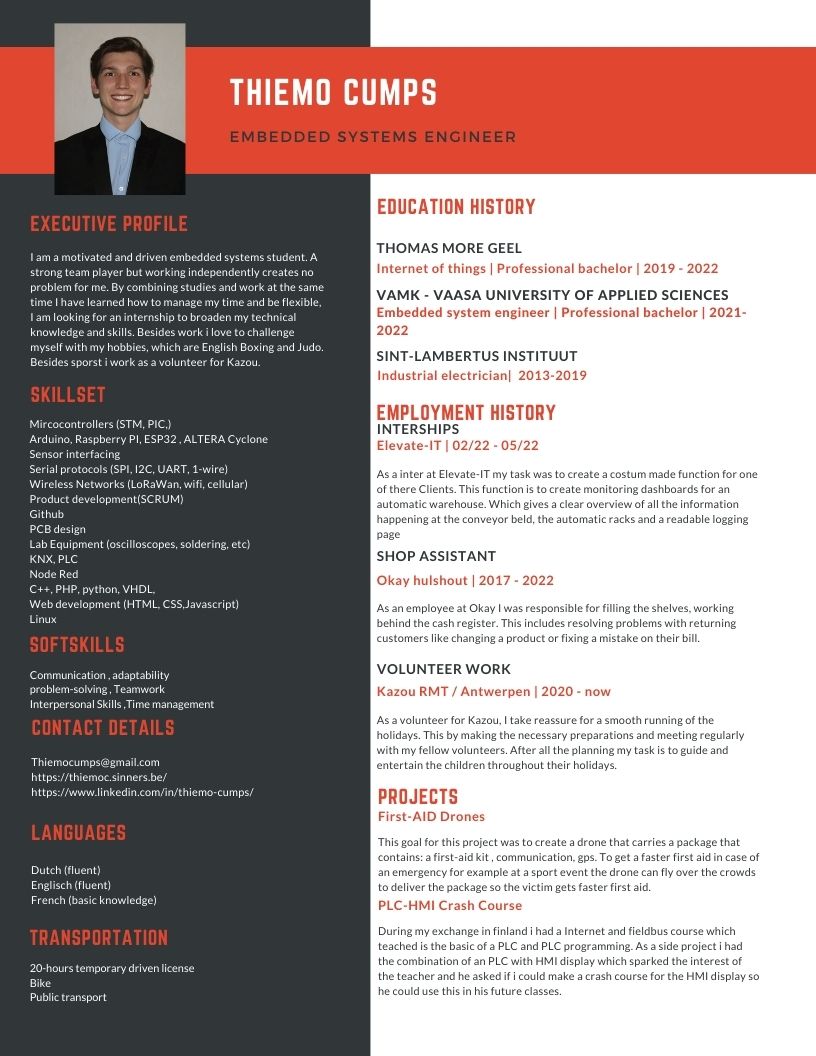 THIEMO CUMPS
EMBEDDED SYSTEMS ENGINEER
EXECUTIVE PROFILE
I am a motivated and driven embedded systems student. A
strong team player but working independently creates no
problem for me. By combining studies and work at the same
time I have learned how to manage my time and be flexible,
I am looking for an internship to broaden my technical
knowledge and skills. Besides work i love to challenge
myself with my hobbies, which are English Boxing and Judo.
Besides sporst i work as a volunteer for Kazou.
SKILLSET
Mircocontrollers (STM, PIC,)
Arduino, Raspberry PI, ESP32 , ALTERA Cyclone
Sensor interfacing
Serial protocols (SPI, I2C, UART, 1-wire)
Wireless Networks (LoRaWan, wifi, cellular)
Product development(SCRUM)
Github
PCB design
Lab Equipment (oscilloscopes, soldering, etc)
KNX, PLC
Node Red
C++, PHP, python, VHDL,
Web development (HTML, CSS,Javascript)
Linux
SOFTSKILLS
Communication , adaptability
problem-solving , Teamwork
Interpersonal Skills ,Time management
CONTACT DETAILS
Thiemocumps@gmail.com
https://thiemoc.sinners.be/
https://www.linkedin.com/in/thiemo-cumps/
LANGUAGES
Dutch (fluent)
Englisch (fluent)
French (basic knowledge)
TRANSPORTATION
20-hours temporary driven license
Bike
Public transport
EDUCATION HISTORY
THOMAS MORE GEEL
Internet of things | Professional bachelor | 2019 - 2022
VAMK - VAASA UNIVERSITY OF APPLIED SCIENCES
Embedded system engineer | Professional bachelor | 2021-
2022
SINT-LAMBERTUS INSTITUUT
Industrial electrician| 2013-2019
EMPLOYMENT HISTORY
INTERSHIPS
Elevate-IT | 02/22 - 05/22
As a inter at Elevate-IT my task was to create a costum made function for one
of there Clients. This function is to create monitoring dashboards for an
automatic warehouse. Which gives a clear overview of all the information
happening at the conveyor beld, the automatic racks and a readable logging
page
SHOP ASSISTANT
Okay hulshout | 2017 - 2022
As an employee at Okay I was responsible for filling the shelves, working
behind the cash register. This includes resolving problems with returning
customers like changing a product or fixing a mistake on their bill.
VOLUNTEER WORK
Kazou RMT / Antwerpen | 2020 - now
As a volunteer for Kazou, I take reassure for a smooth running of the
holidays. This by making the necessary preparations and meeting regularly
with my fellow volunteers. After all the planning my task is to guide and
entertain the children throughout their holidays.
PROJECTS
First-AID Drones
This goal for this project was to create a drone that carries a package that
contains: a first-aid kit , communication, gps. To get a faster first aid in case of
an emergency for example at a sport event the drone can fly over the crowds
to deliver the package so the victim gets faster first aid.
PLC-HMI Crash Course
During my exchange in finland i had a Internet and fieldbus course which
teached is the basic of a PLC and PLC programming. As a side project i had
the combination of an PLC with HMI display which sparked the interest of
the teacher and he asked if i could make a crash course for the HMI display so
he could use this in his future classes.